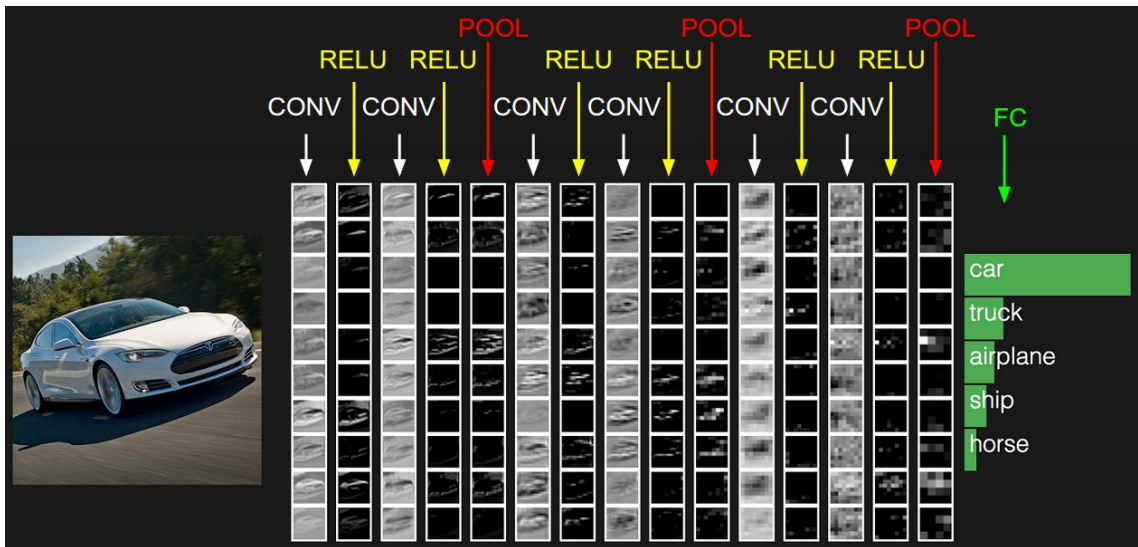 POOL POOL POOL
RELU RELU RELU RELU RELU RELU
CONV CONV CONV CONV CONV CONV
FC
car
truck
airplane
ship
horse